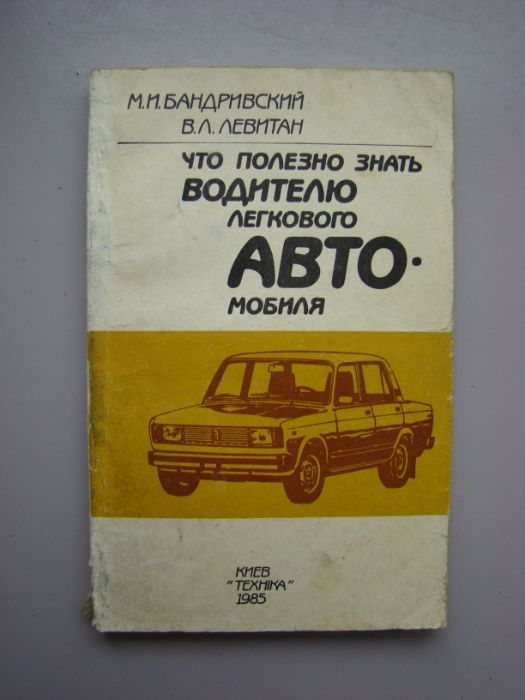 М.И.БАНДРИВСКИЙ
В.Л.ЛЕВИТАН
ЧТО ПОЛЕЗНО ЗНАТЬ
ВОДИТЕЛЮ
ЛЕГКОВОГО
АВТО·
МОБИЛЯ
КИЕВ
"ТЕХНІКА"
1985